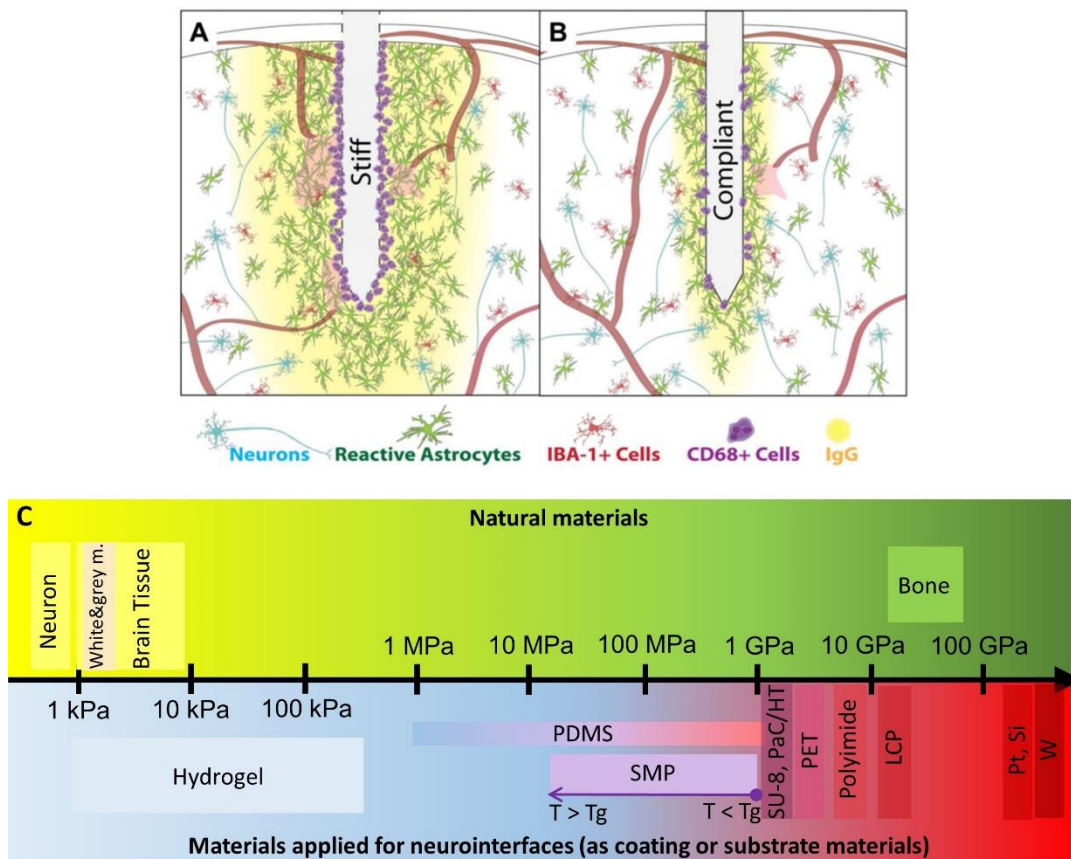 A
B
Stiff
Compliant
Neurons
Reactive Astrocytes
IBA-1+ Cells
CD68+ Cells
IgG
C
Natural materials
Neuron
White&grey m.
Brain Tissue
Bone
1 MPa
10 MPa
100 MPa
1 GPa
10 GPa
100 GPa
1 kPa
10 kPa
100 kPa
Hydrogel
PDMS
SMP
T > Tg
T < Tg
SU-8, PaC/HT
PET
Polyimide
LCP
Pt, Si
W
Materials applied for neurointerfaces (as coating or substrate materials)